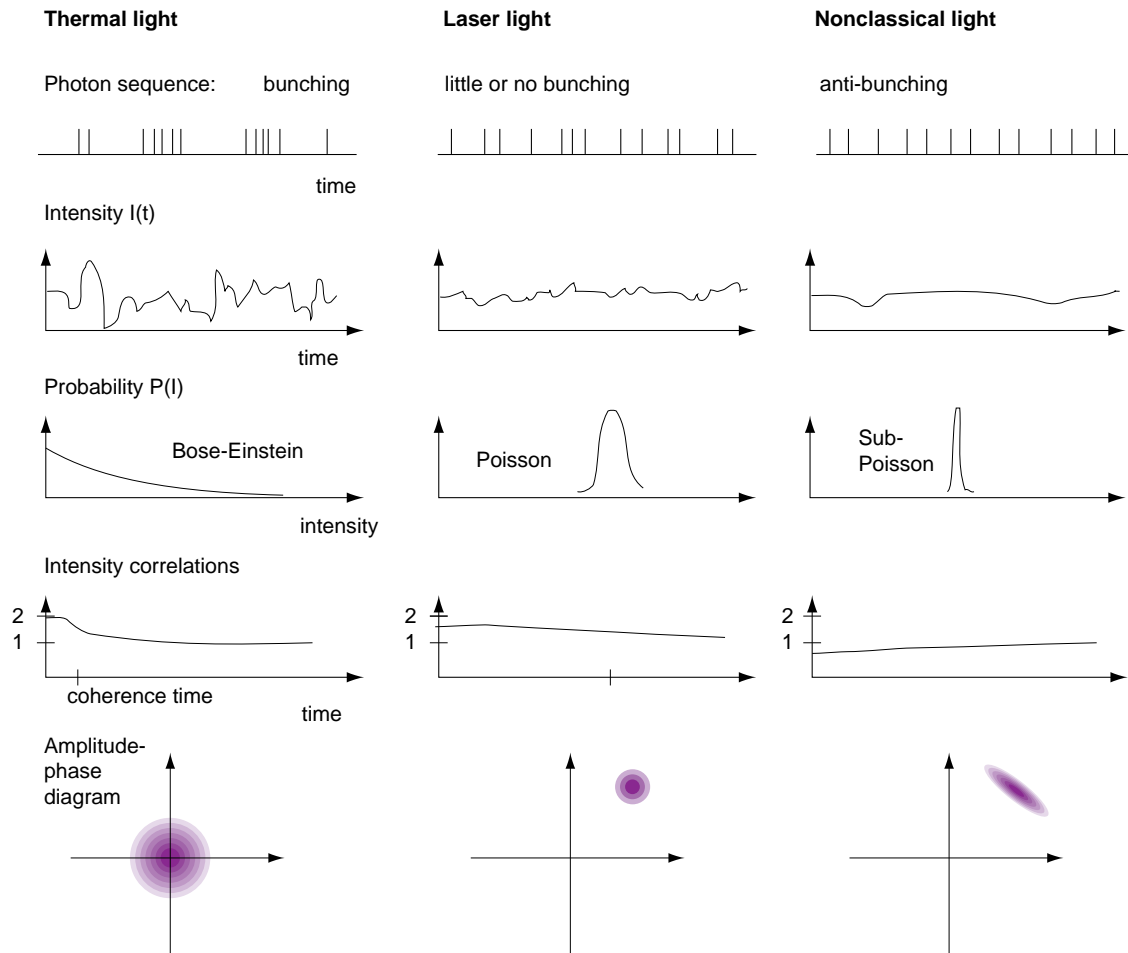 Thermal light
Laser light
Nonclassical light
Photon sequence: bunching
little or no bunching
anti-bunching
time
Intensity I(t)
time
Probability P(I)
Bose-Einstein
Poisson
Sub-
Poisson
intensity
Intensity correlations
2
1
2
1
2
1
coherence time
time
Amplitude-
phase
diagram